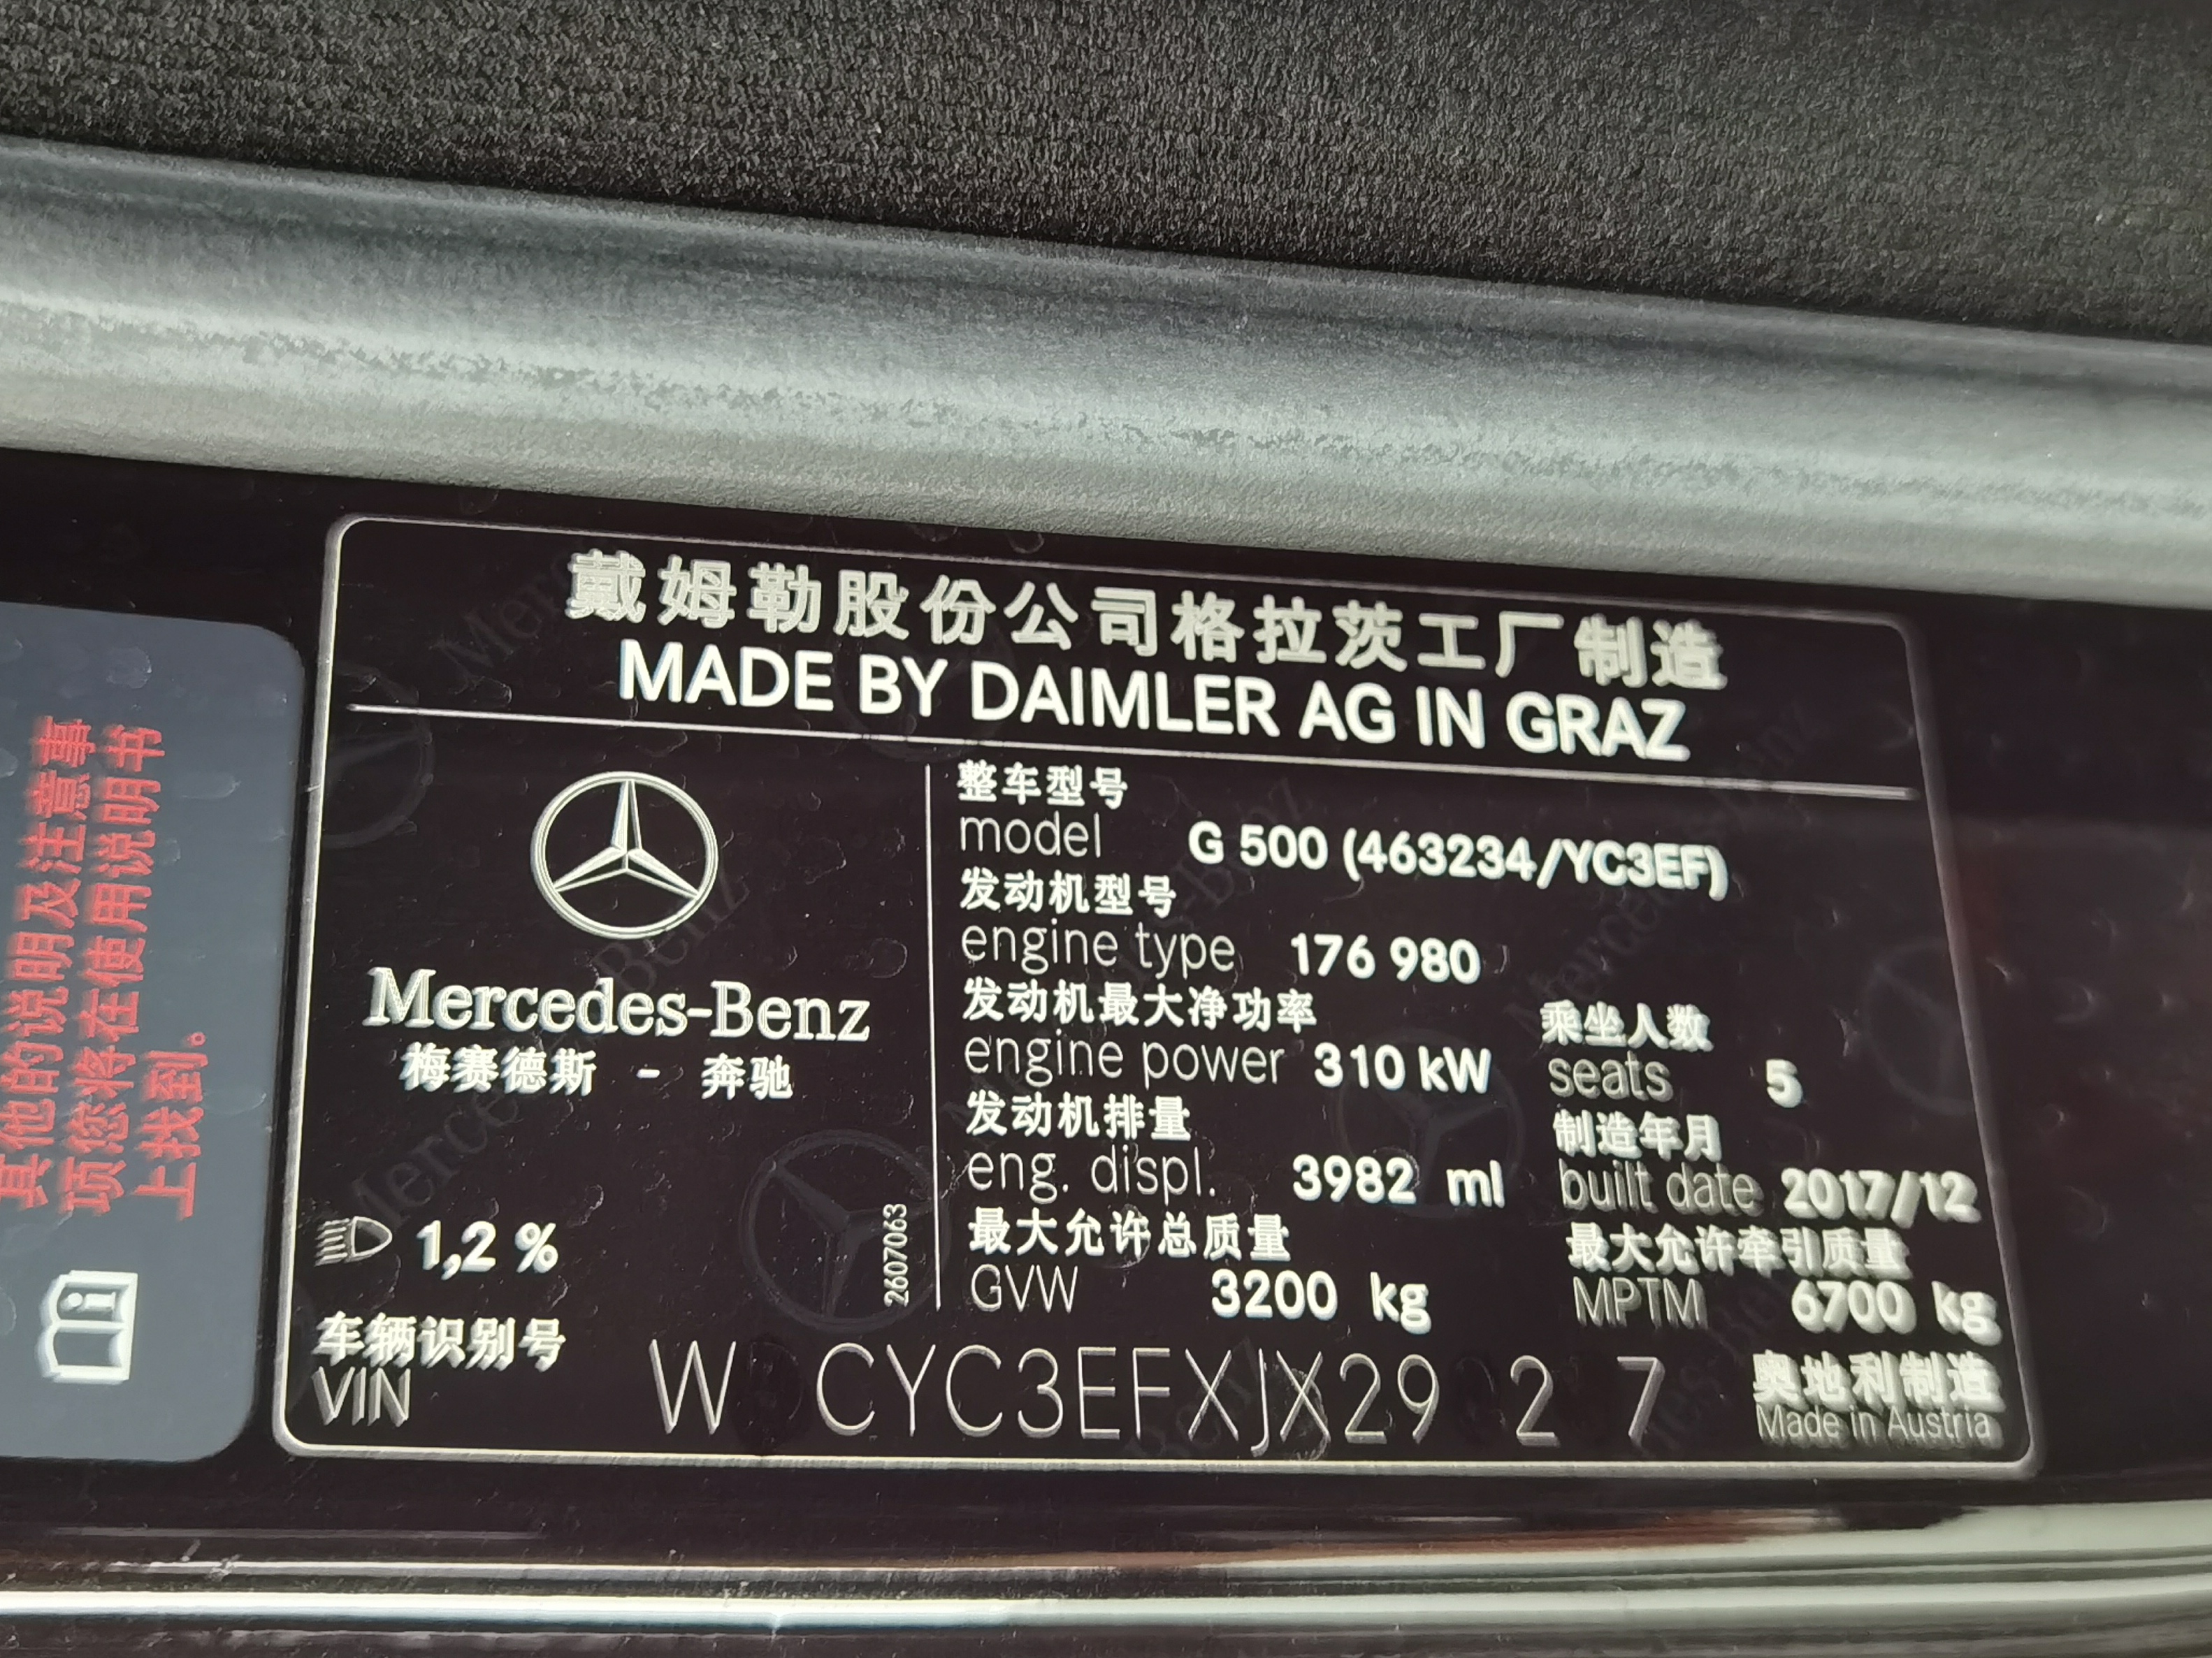 戴姆勒股份公司格拉茨工厂制造
MADE BY DAIMLER AG IN GRAZ
整车型号
model G 500 (463234/YC3EF)
发动机型号
engine type 176 980
发动机最大净功率
engine power 310 kW
乘坐人数
seats 5
发动机排量
eng. displ. 3982 ml
制造年月
built date 2017/12
最大允许总质量
GVW 3200 kg
最大允许牵引质量
MPTM 6700 kg
Mercedes-Benz
梅赛德斯 - 奔驰
1,2 %
2607063
车辆识别号
VIN W CYC3EFXJX29 2 7
奥地利制造
Made in Austria
其他的说明及注意事
项您将在使用说明书
上找到。